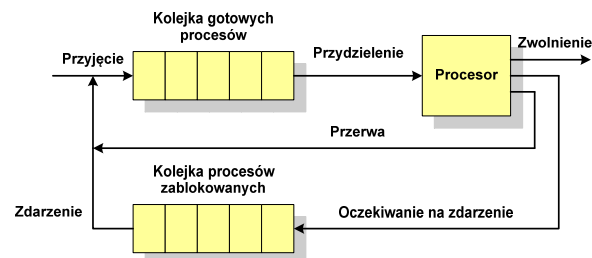 Kolejka gotowych
procesów
Przyjęcie
Przydzielenie
Procesor
Zwolnienie
Przerwa
Kolejka procesów
zablokowanych
Zdarzenie
Oczekiwanie na zdarzenie